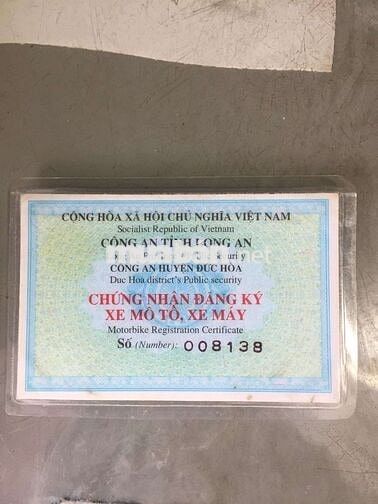 CỘNG HÒA XÃ HỘI CHỦ NGHĨA VIỆT NAM
Socialist Republic of Vietnam
CÔNG AN TỈNH LONG AN
Security
CÔNG AN HUYỆN ĐỨC HÒA
Duc Hoa district's Public security
CHỨNG NHẬN ĐĂNG KÝ
XE MÔ TÔ, XE MÁY
Motorbike Registration Certificate
Số (Number): 008138